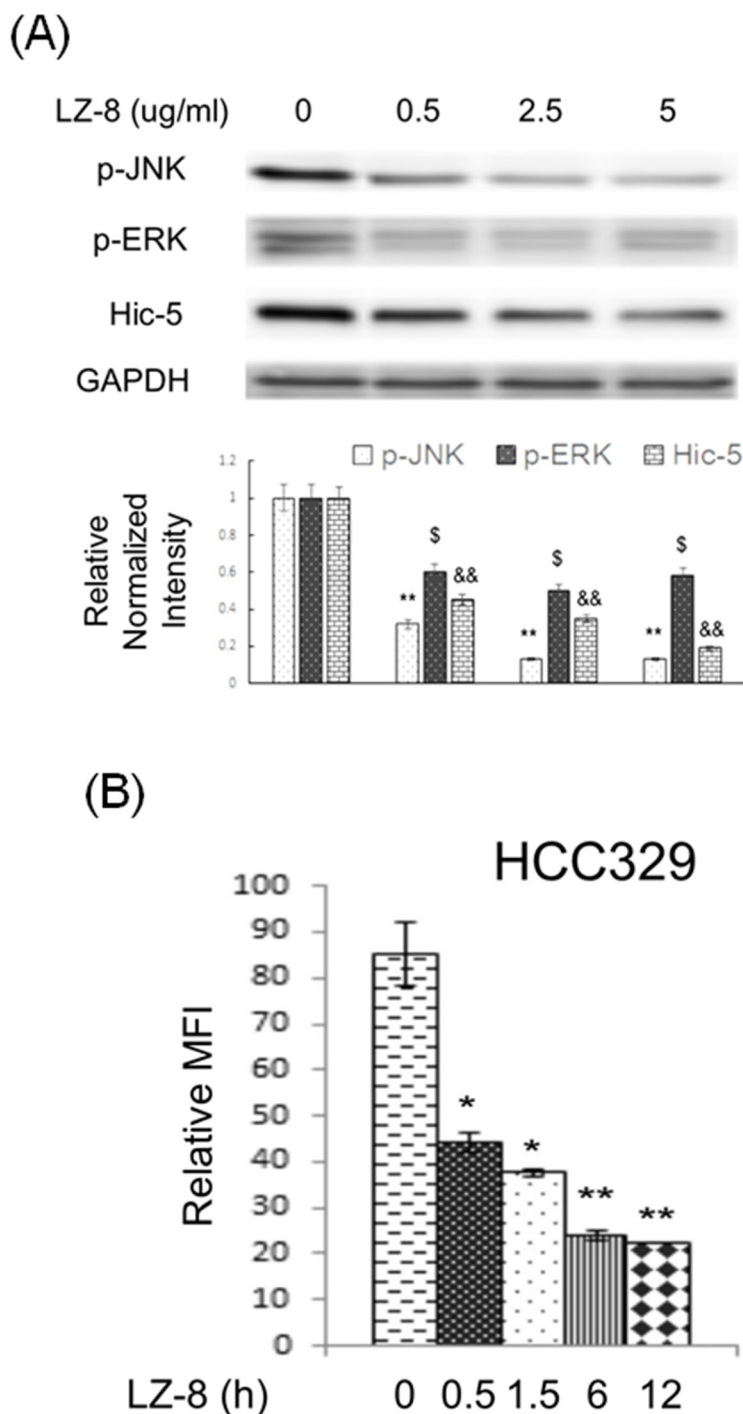 (A)
LZ-8 (ug/ml) 0 0.5 2.5 5
p-JNK
p-ERK
Hic-5
GAPDH
p-JNK p-ERK Hic-5
Relative
Normalized
Intensity
1.2
1
0.8
0.6
0.4
0.2
0
** $ &&
** $ &&
** $ &&
(B)
HCC329
Relative MFI
100
90
80
70
60
50
40
30
20
10
0
* * ** **
LZ-8 (h) 0 0.5 1.5 6 12